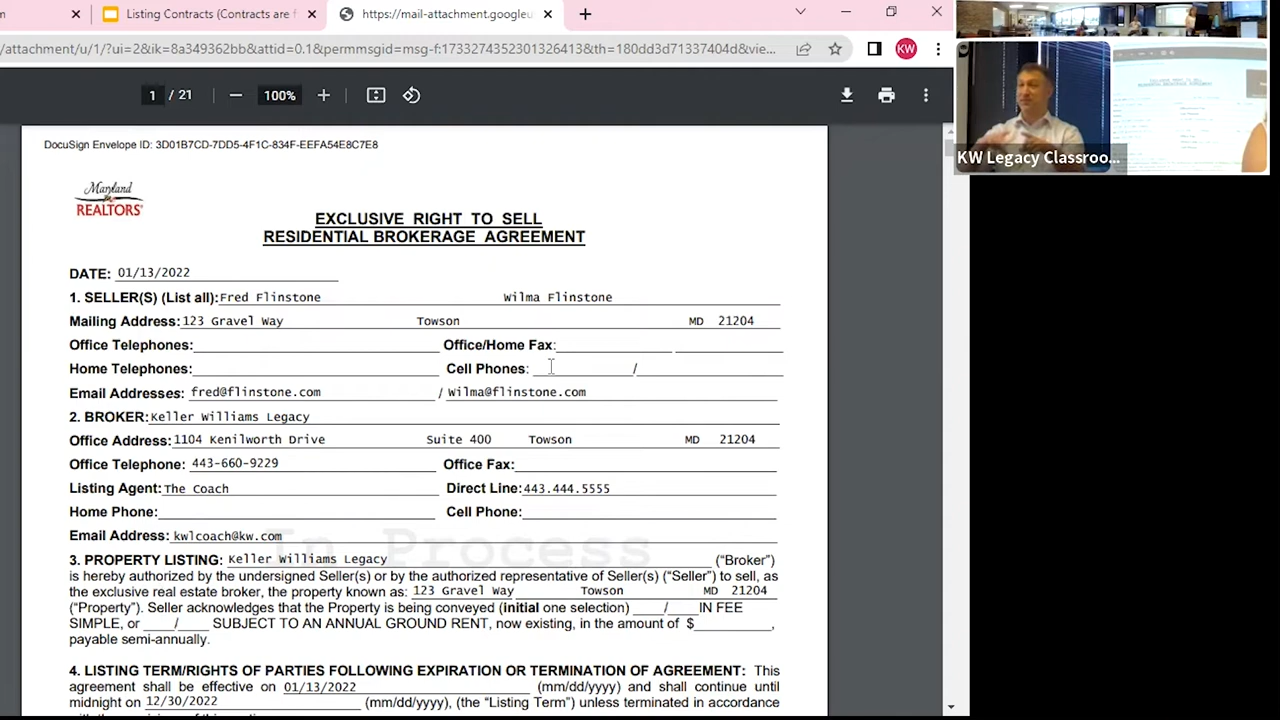 m
Listing Contracts (Contracts are f
https://mail-attachment.googleu
/attachment/u/1/?ui=2&ik=8a349362bb&attid=0.1&permmsgid=msg-f:1733274352301326413&th=180dd3d71337404d&vie...
KW
1 / 21
100%
DocuSign Envelope ID: 3D01B7CD-7DD5-4F1C-834F-EEFA54E8C7E8
Maryland
REALTORS®
EXCLUSIVE RIGHT TO SELL
RESIDENTIAL BROKERAGE AGREEMENT
DATE: 01/13/2022
1. SELLER(S) (List all): Fred Flinstone Wilma Flinstone
Mailing Address: 123 Gravel Way Towson MD 21204
Office Telephones: Office/Home Fax:
Home Telephones: Cell Phones: /
Email Addresses: fred@flinstone.com / Wilma@flinstone.com
2. BROKER: Keller Williams Legacy
Office Address: 1104 Kenilworth Drive Suite 400 Towson MD 21204
Office Telephone: 443-660-9229 Office Fax:
Listing Agent: The Coach Direct Line: 443.444.5555
Home Phone: Cell Phone:
Email Address: kwlcoach@kw.com
In Process
3. PROPERTY LISTING: Keller Williams Legacy ("Broker")
is hereby authorized by the undersigned Seller(s) or by the authorized representative of Seller(s) ("Seller") to sell, as
the exclusive real estate broker, the property known as: 123 Gravel Way Towson MD 21204
("Property"). Seller acknowledges that the Property is being conveyed (initial one selection) ____/____IN FEE
SIMPLE, or ____/____ SUBJECT TO AN ANNUAL GROUND RENT, now existing, in the amount of $__________,
payable semi-annually.
4. LISTING TERM/RIGHTS OF PARTIES FOLLOWING EXPIRATION OR TERMINATION OF AGREEMENT: This
agreement shall be effective on 01/13/2022 (mm/dd/yyyy) and shall continue until
midnight on 12/30/2022 (mm/dd/yyyy), (the "Listing Term") unless terminated in accordance
KW Legacy Classroo...